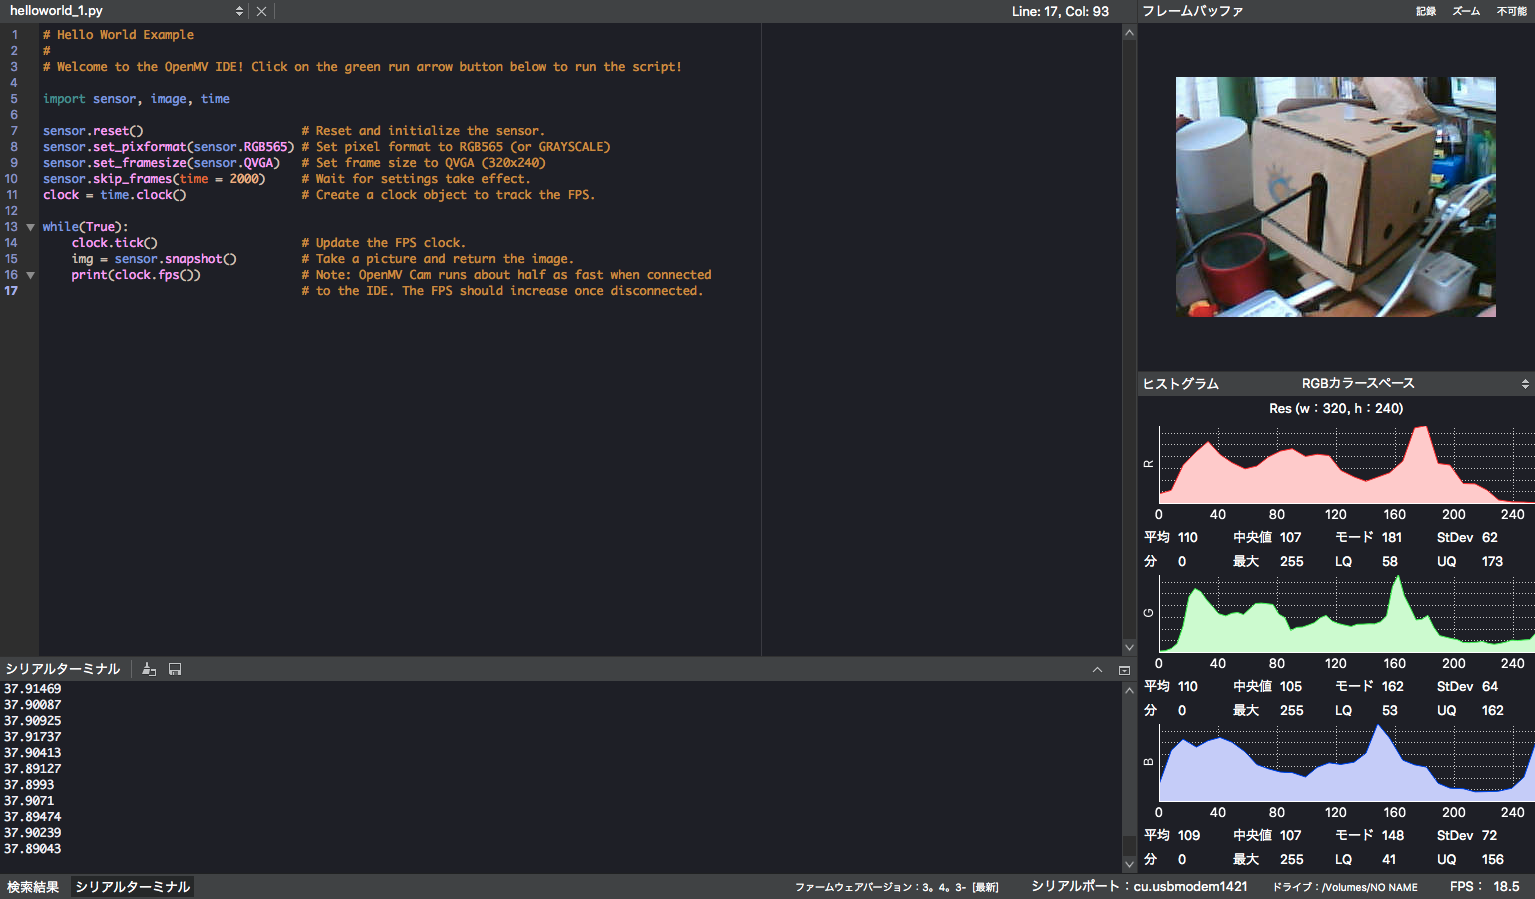 helloworld_1.py
Line: 17, Col: 93
フレームバッファ
記録 ズーム 不可能
1 # Hello World Example
2 #
3 # Welcome to the OpenMV IDE! Click on the green run arrow button below to run the script!
4
5 import sensor, image, time
6
7 sensor.reset() # Reset and initialize the sensor.
8 sensor.set_pixformat(sensor.RGB565) # Set pixel format to RGB565 (or GRAYSCALE)
9 sensor.set_framesize(sensor.QVGA) # Set frame size to QVGA (320x240)
10 sensor.skip_frames(time = 2000) # Wait for settings take effect.
11 clock = time.clock() # Create a clock object to track the FPS.
12
13 while(True):
14 clock.tick() # Update the FPS clock.
15 img = sensor.snapshot() # Take a picture and return the image.
16 print(clock.fps()) # Note: OpenMV Cam runs about half as fast when connected
17 # to the IDE. The FPS should increase once disconnected.
ヒストグラム RGBカラースペース
Res (w：320, h：240)
R
0 40 80 120 160 200 240
平均 110 中央値 107 モード 181 StDev 62
分 0 最大 255 LQ 58 UQ 173
G
0 40 80 120 160 200 240
平均 110 中央値 105 モード 162 StDev 64
分 0 最大 255 LQ 53 UQ 162
B
0 40 80 120 160 200 240
平均 109 中央値 107 モード 148 StDev 72
分 0 最大 255 LQ 41 UQ 156
シリアルターミナル
37.91469
37.90087
37.90925
37.91737
37.90413
37.89127
37.8993
37.9071
37.89474
37.90239
37.89043
検索結果 シリアルターミナル
ファームウェアバージョン：3。4。3- [最新] シリアルポート：cu.usbmodem1421 ドライブ：/Volumes/NO NAME FPS： 18.5